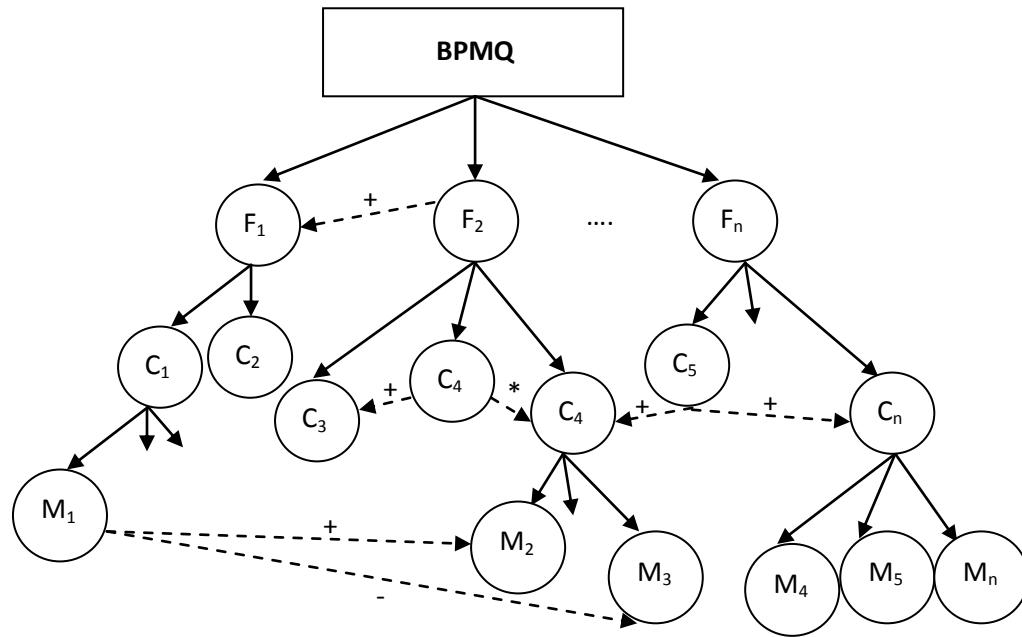 BPMQ
+
F₁
F₂
....
Fₙ
C₁
C₂
C₃
+
C₄
*
C₄
C₅
+
+
Cₙ
M₁
+
-
M₂
M₃
M₄
M₅
Mₙ